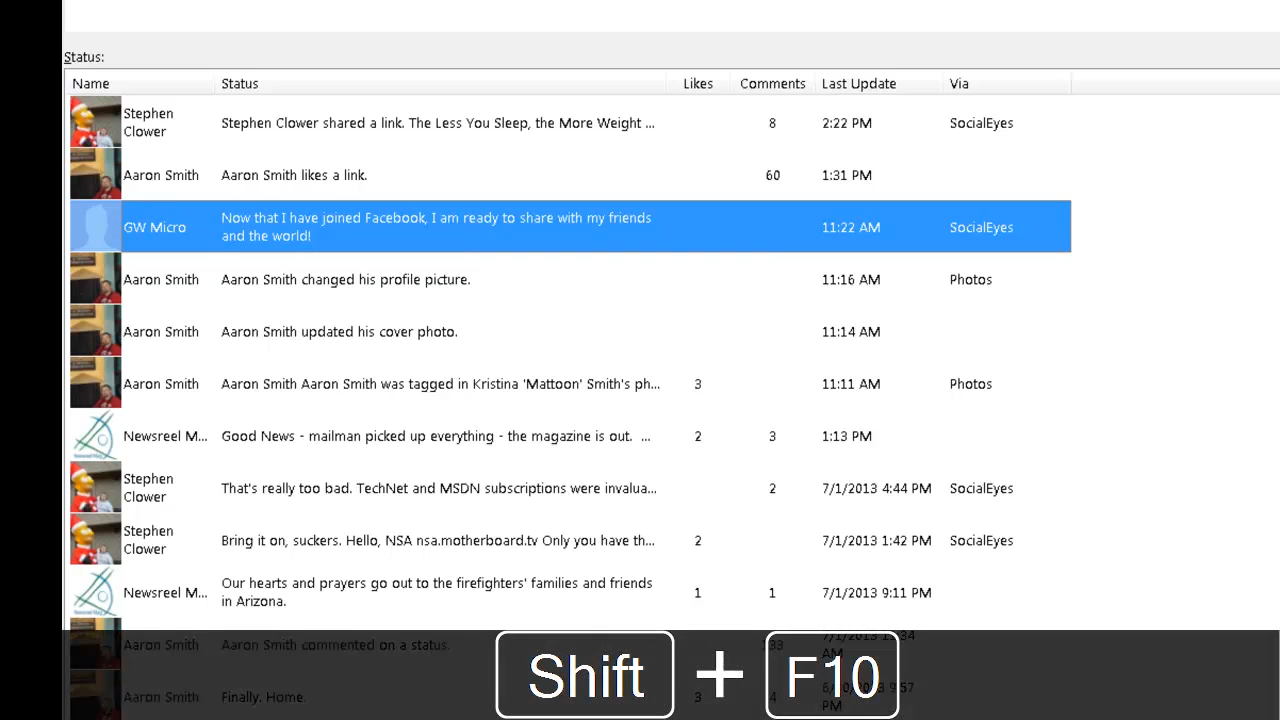 Status:
Name Status Likes Comments Last Update Via
Stephen
Clower
Stephen Clower shared a link. The Less You Sleep, the More Weight ... 8 2:22 PM SocialEyes
Aaron Smith Aaron Smith likes a link. 60 1:31 PM
GW Micro
Now that I have joined Facebook, I am ready to share with my friends
and the world!
11:22 AM SocialEyes
Aaron Smith Aaron Smith changed his profile picture. 11:16 AM Photos
Aaron Smith Aaron Smith updated his cover photo. 11:14 AM
Aaron Smith Aaron Smith Aaron Smith was tagged in Kristina 'Mattoon' Smith's ph... 3 11:11 AM Photos
Newsreel M... Good News - mailman picked up everything - the magazine is out. ... 2 3 1:13 PM
Stephen
Clower
That's really too bad. TechNet and MSDN subscriptions were invalua... 2 7/1/2013 4:44 PM SocialEyes
Stephen
Clower
Bring it on, suckers. Hello, NSA nsa.motherboard.tv Only you have th... 2 7/1/2013 1:42 PM SocialEyes
Newsreel M...
Our hearts and prayers go out to the firefighters' families and friends
in Arizona.
1 1 7/1/2013 9:11 PM
Aaron Smith Aaron Smith commented on a status.
AM
Aaron Smith Finally. Home. 3 4
PM
Shift + F10